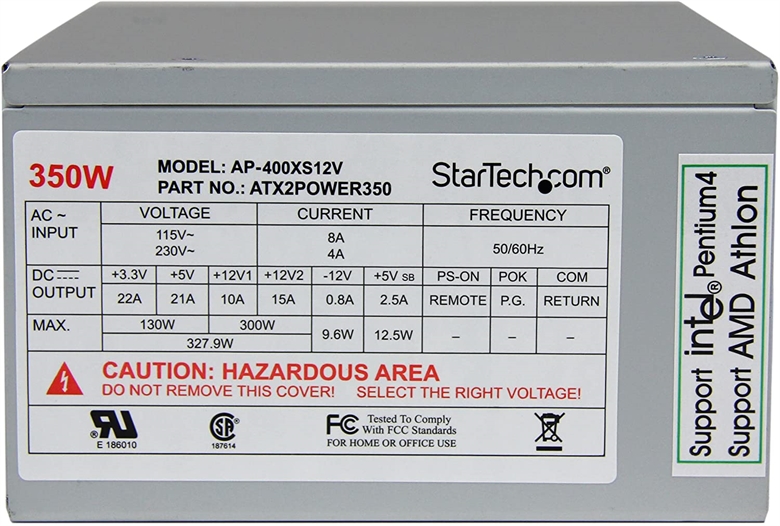 350W
MODEL: AP-400XS12V
PART NO.: ATX2POWER350
StarTech.com®
AC ~ INPUT VOLTAGE CURRENT FREQUENCY
115V~ 8A
230V~ 4A
50/60Hz
DC OUTPUT +3.3V +5V +12V1 +12V2 -12V +5V SB PS-ON POK COM
22A 21A 10A 15A 0.8A 2.5A REMOTE P.G. RETURN
MAX. 130W 300W 9.6W 12.5W – – –
327.9W
CAUTION: HAZARDOUS AREA
DO NOT REMOVE THIS COVER! SELECT THE RIGHT VOLTAGE!
RU
E 186010
SA
187614
FC
Tested To Comply
With FCC Standards
FOR HOME OR OFFICE USE
Support intel® Pentium4
Support AMD Athlon